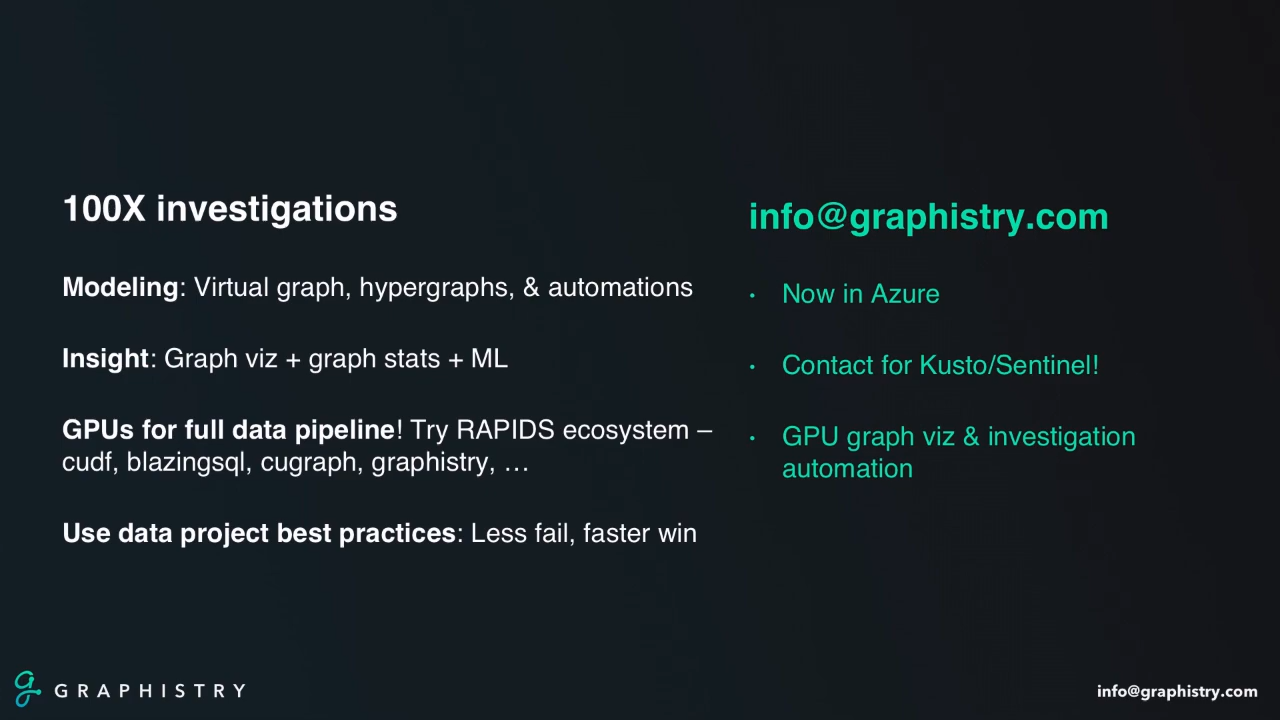 100X investigations
Modeling: Virtual graph, hypergraphs, & automations
Insight: Graph viz + graph stats + ML
GPUs for full data pipeline! Try RAPIDS ecosystem –
cudf, blazingsql, cugraph, graphistry, …
Use data project best practices: Less fail, faster win
info@graphistry.com
• Now in Azure
• Contact for Kusto/Sentinel!
• GPU graph viz & investigation
automation
GRAPHISTRY
info@graphistry.com